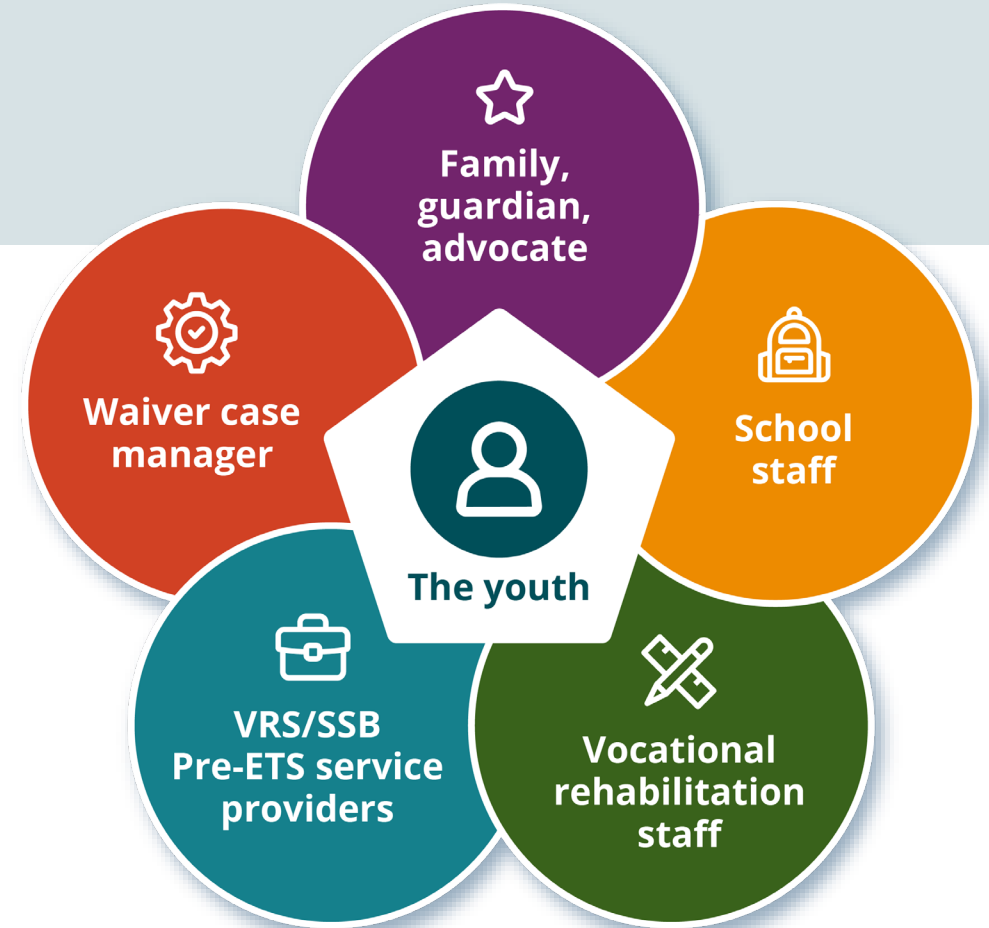 Family,
guardian,
advocate
School
staff
Vocational
rehabilitation
staff
VRS/SSB
Pre-ETS service
providers
Waiver case
manager
The youth